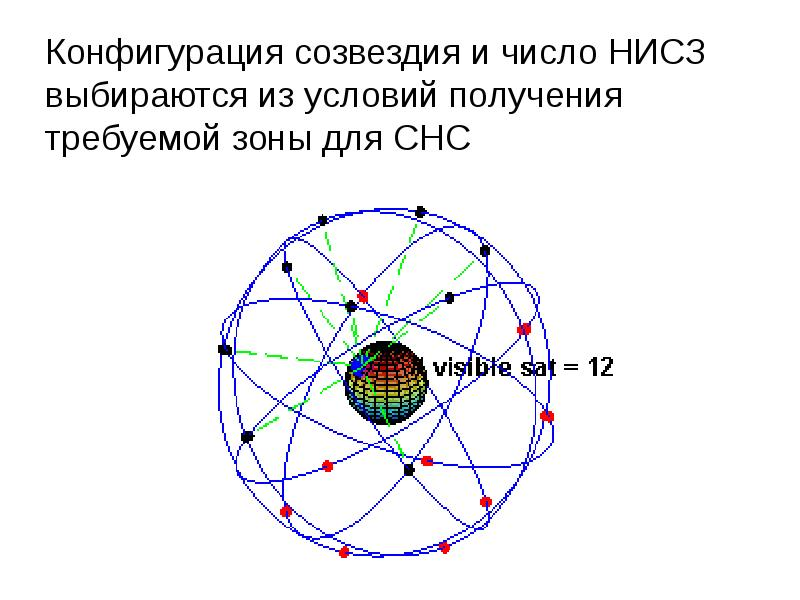 Конфигурация созвездия и число НИСЗ
выбираются из условий получения
требуемой зоны для СНС
visible sat = 12